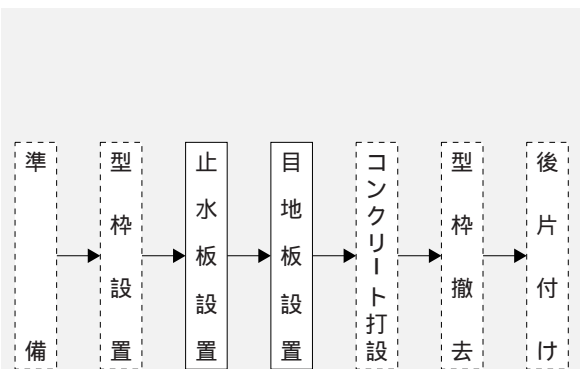 準備
型枠設置
止水板設置
目地板設置
コンクリート打設
型枠撤去
後片付け